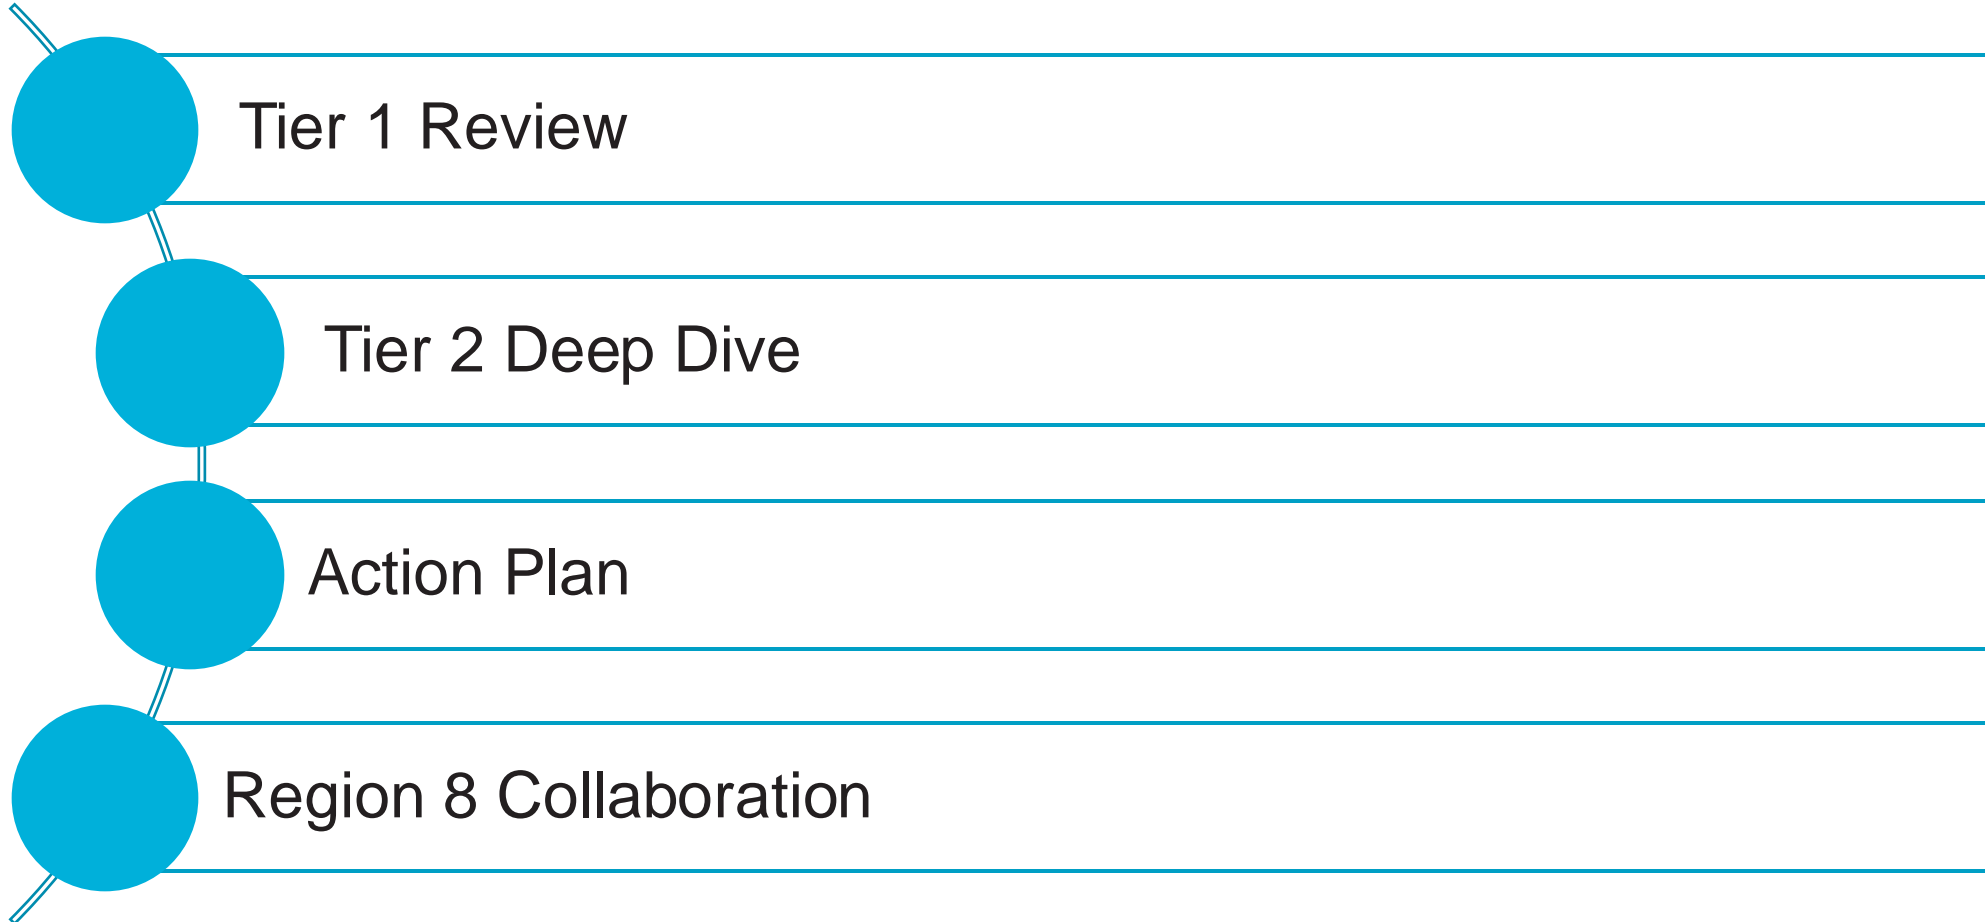 Tier 1 Review
Tier 2 Deep Dive
Action Plan
Region 8 Collaboration